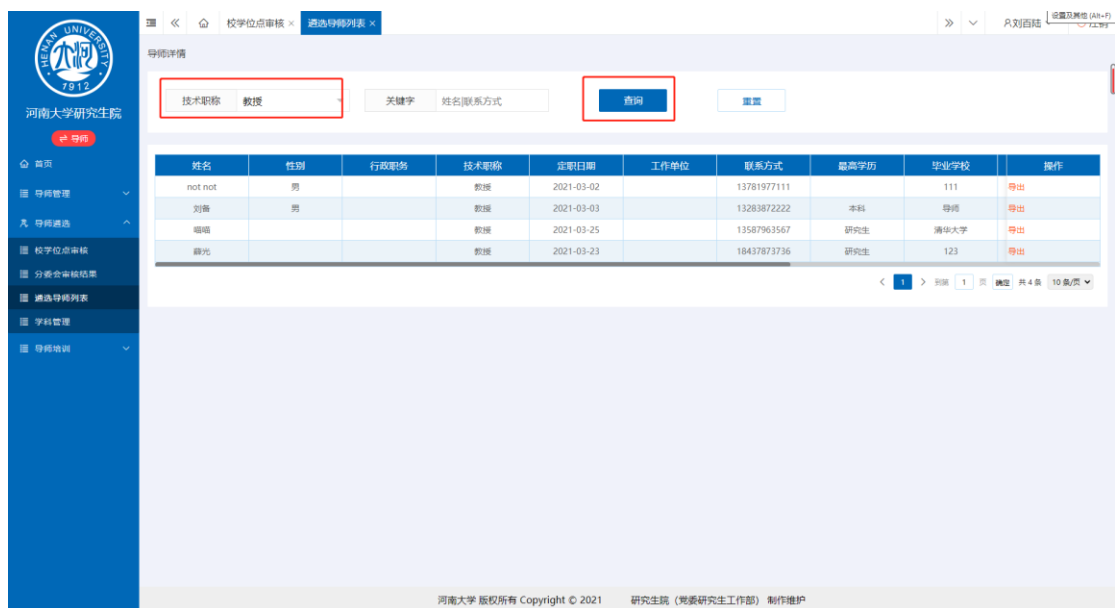 HENAN UNIVERSITY
1912
河南大学研究生院
导师
首页
导师管理
导师遴选
校学位点审核
分委会审核结果
遴选导师列表
学科管理
导师培训
校学位点审核 × 遴选导师列表 ×
刘百陆
设置及其他 (Alt+F)
导师详情
技术职称 教授 关键字 姓名|联系方式 查询 重置
姓名 性别 行政职务 技术职称 定职日期 工作单位 联系方式 最高学历 毕业学校 操作
not not 男 教授 2021-03-02 13781977111 111 导出
刘备 男 教授 2021-03-03 13283872222 本科 导师 导出
喵喵 教授 2021-03-25 13587963567 研究生 清华大学 导出
薛光 教授 2021-03-23 18437873736 研究生 123 导出
1 到第 1 页 确定 共 4 条 10 条/页
河南大学 版权所有 Copyright © 2021 研究生院（党委研究生工作部） 制作维护